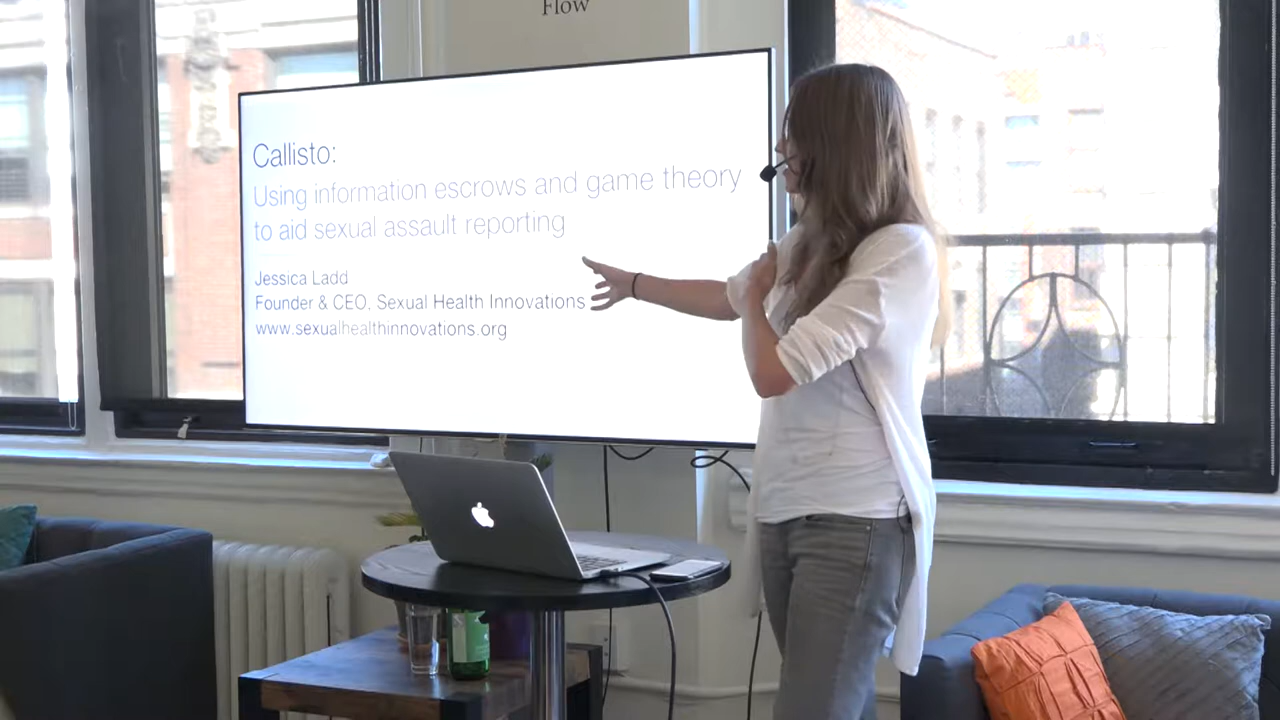 Flow
Callisto:
Using information escrows and game theory
to aid sexual assault reporting
Jessica Ladd
Founder & CEO, Sexual Health Innovations
www.sexualhealthinnovations.org